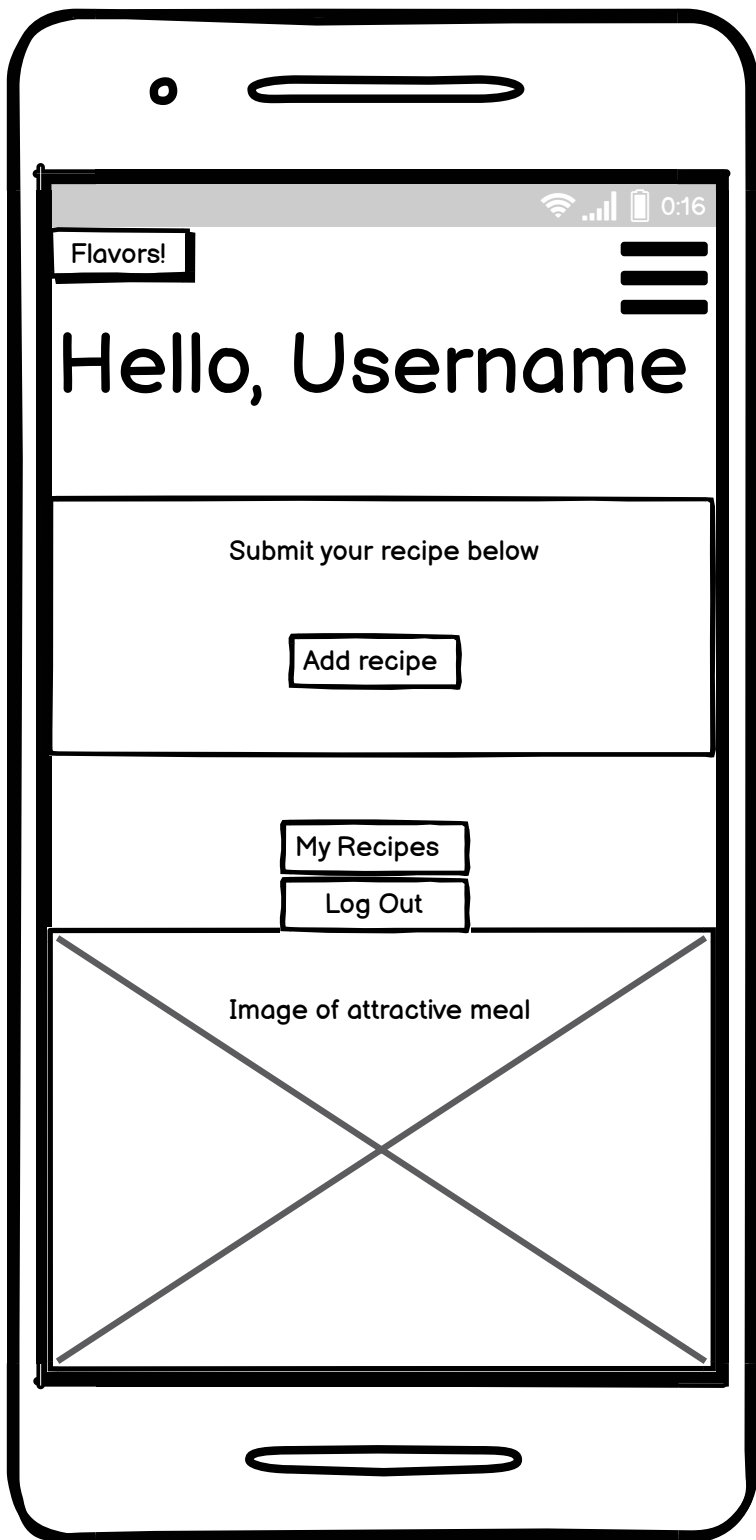 0:16
Flavors!
Hello, Username
Submit your recipe below
Add recipe
My Recipes
Log Out
Image of attractive meal